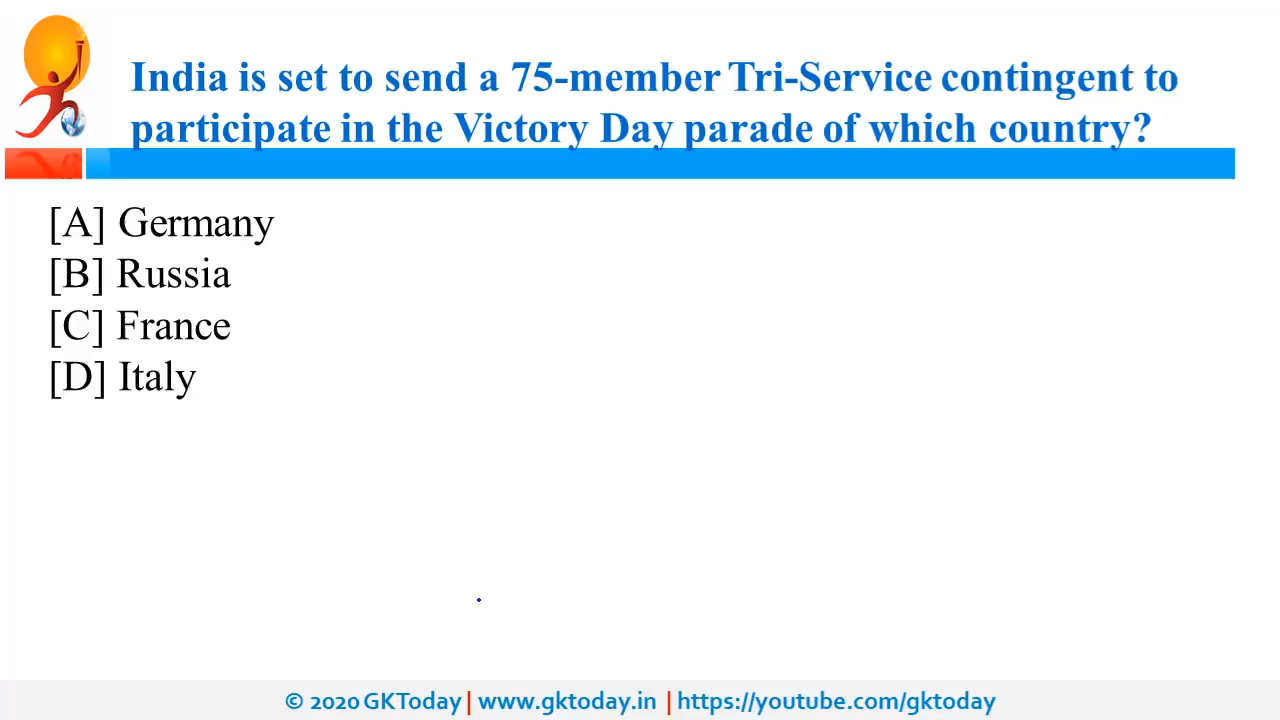 India is set to send a 75-member Tri-Service contingent to
participate in the Victory Day parade of which country?
[A] Germany
[B] Russia
[C] France
[D] Italy
© 2020 GKToday | www.gktoday.in | https://youtube.com/gktoday